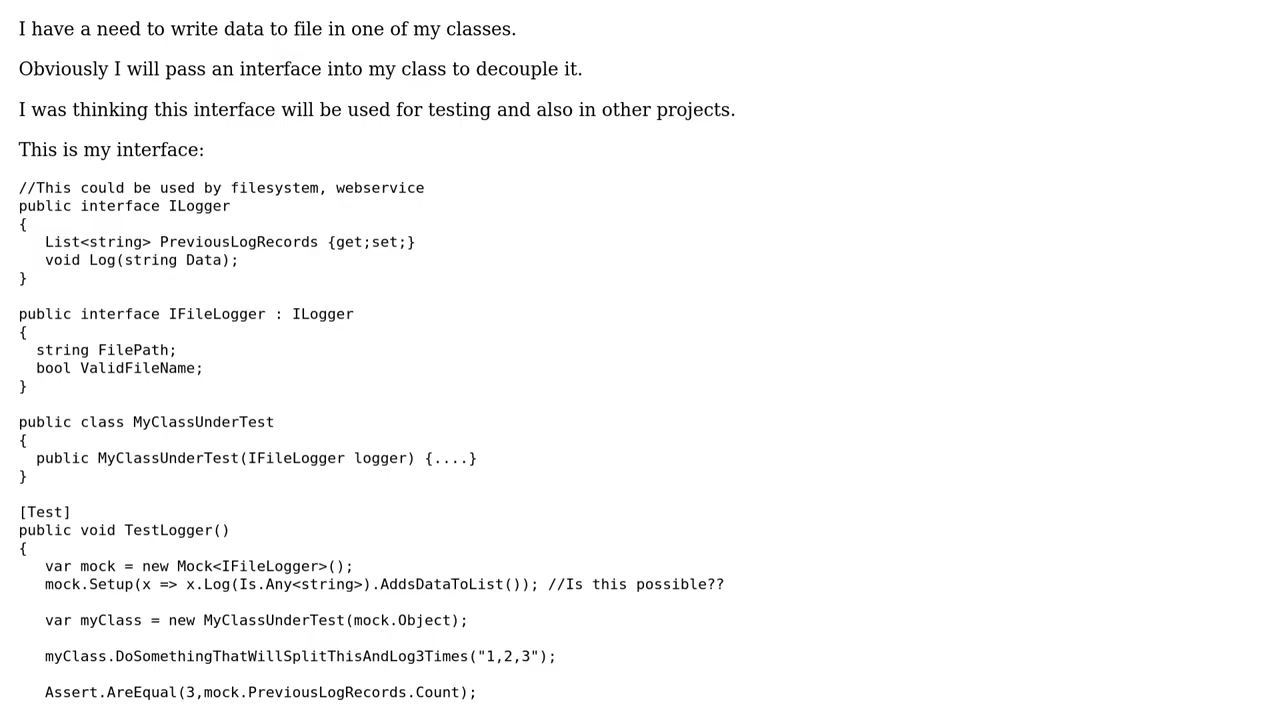 I have a need to write data to file in one of my classes.
Obviously I will pass an interface into my class to decouple it.
I was thinking this interface will be used for testing and also in other projects.
This is my interface:
//This could be used by filesystem, webservice
public interface ILogger
{
   List<string> PreviousLogRecords {get;set;}
   void Log(string Data);
}
public interface IFileLogger : ILogger
{
  string FilePath;
  bool ValidFileName;
}
public class MyClassUnderTest
{
  public MyClassUnderTest(IFileLogger logger) {....}
}
[Test]
public void TestLogger()
{
   var mock = new Mock<IFileLogger>();
   mock.Setup(x => x.Log(Is.Any<string>).AddsDataToList()); //Is this possible??
   var myClass = new MyClassUnderTest(mock.Object);
   myClass.DoSomethingThatWillSplitThisAndLog3Times("1,2,3");
   Assert.AreEqual(3,mock.PreviousLogRecords.Count);